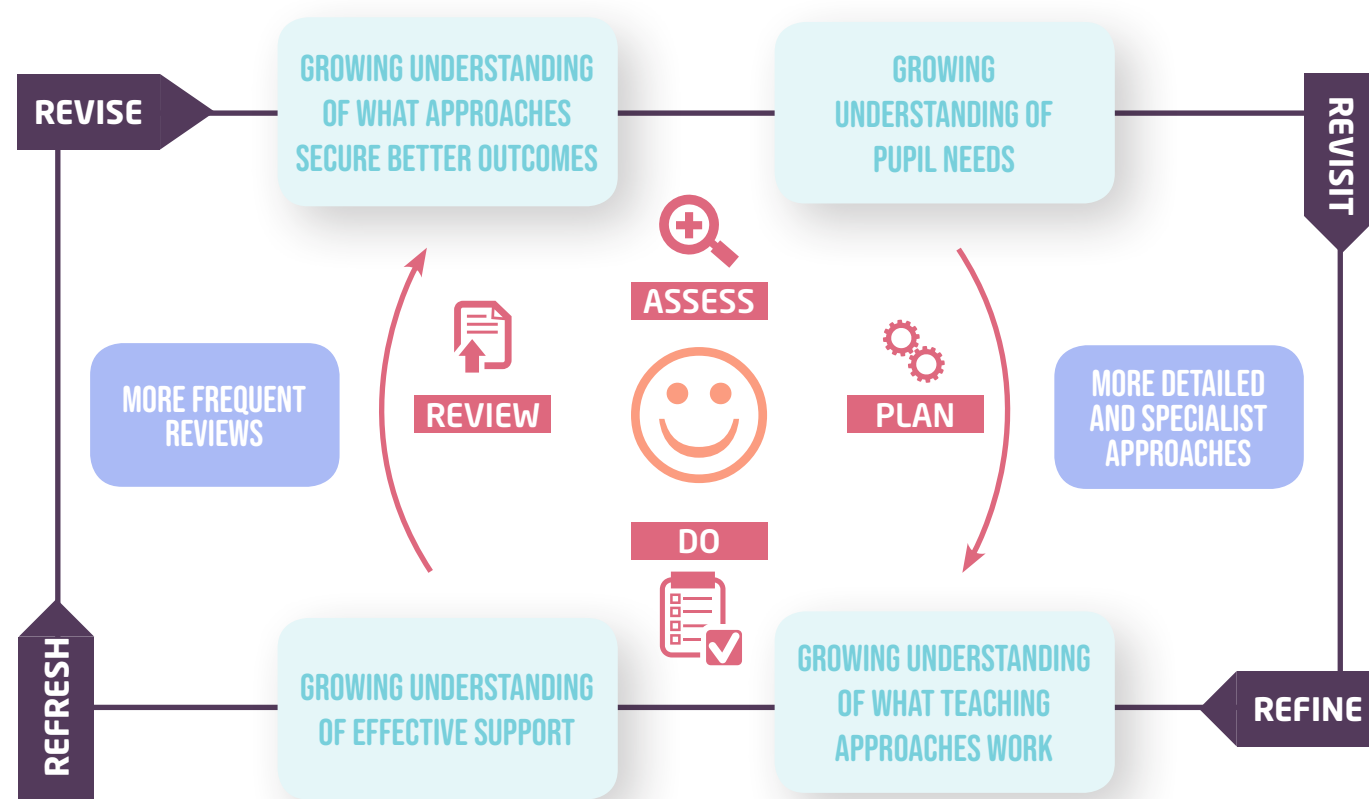 REVISE
GROWING UNDERSTANDING
OF WHAT APPROACHES
SECURE BETTER OUTCOMES
GROWING
UNDERSTANDING OF
PUPIL NEEDS
REVISIT
ASSESS
REVIEW
PLAN
MORE FREQUENT
REVIEWS
MORE DETAILED
AND SPECIALIST
APPROACHES
DO
REFRESH
GROWING UNDERSTANDING
OF EFFECTIVE SUPPORT
GROWING UNDERSTANDING
OF WHAT TEACHING
APPROACHES WORK
REFINE